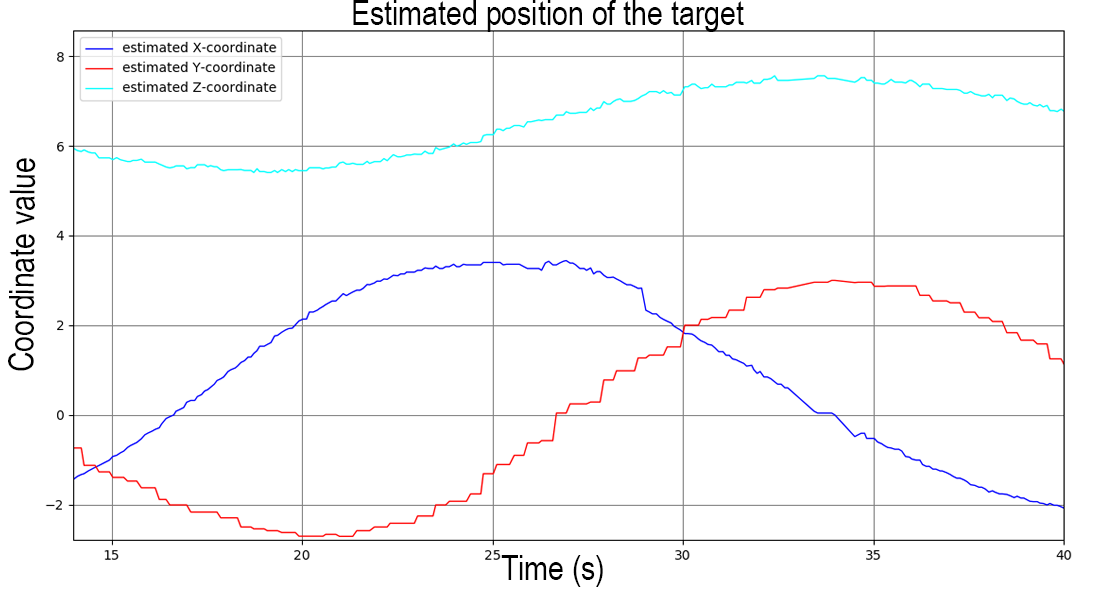 Estimated position of the target
estimated X-coordinate
estimated Y-coordinate
estimated Z-coordinate
Coordinate value
8
6
4
2
0
−2
15 20 25 30 35 40
Time (s)